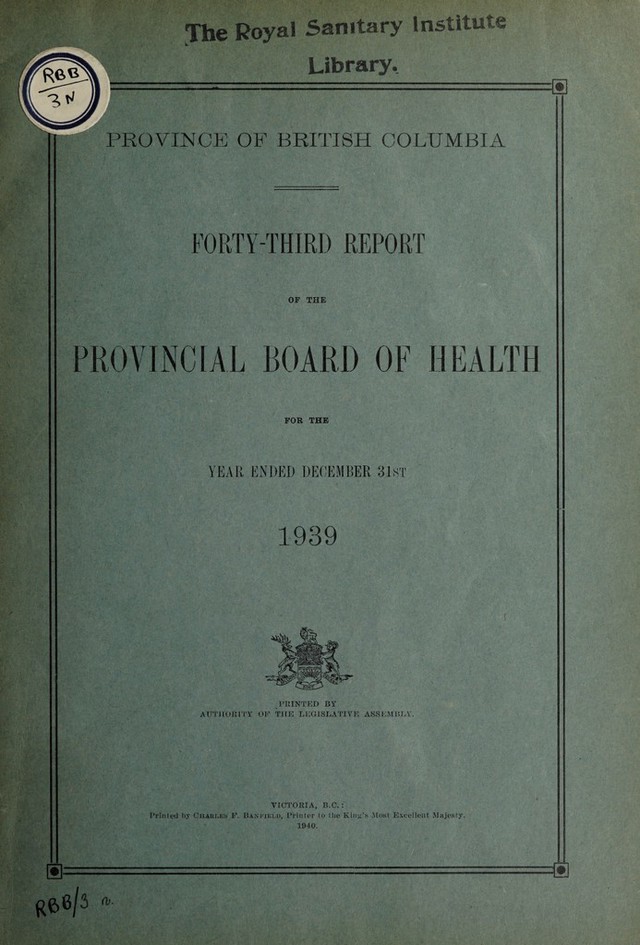 The Royal Sanitary Institute
Library.
RBB
3N
PROVINCE OF BRITISH COLUMBIA
FORTY-THIRD REPORT
OF THE
PROVINCIAL BOARD OF HEALTH
FOR THE
YEAR ENDED DECEMBER 31ST
1939
PRINTED BY
AUTHORITY OF THE LEGISLATIVE ASSEMBLY.
VICTORIA, B.C.:
Printed by CHARLES F. BANFIELD, Printer to the King's Most Excellent Majesty.
1940.
RBB/3 n.